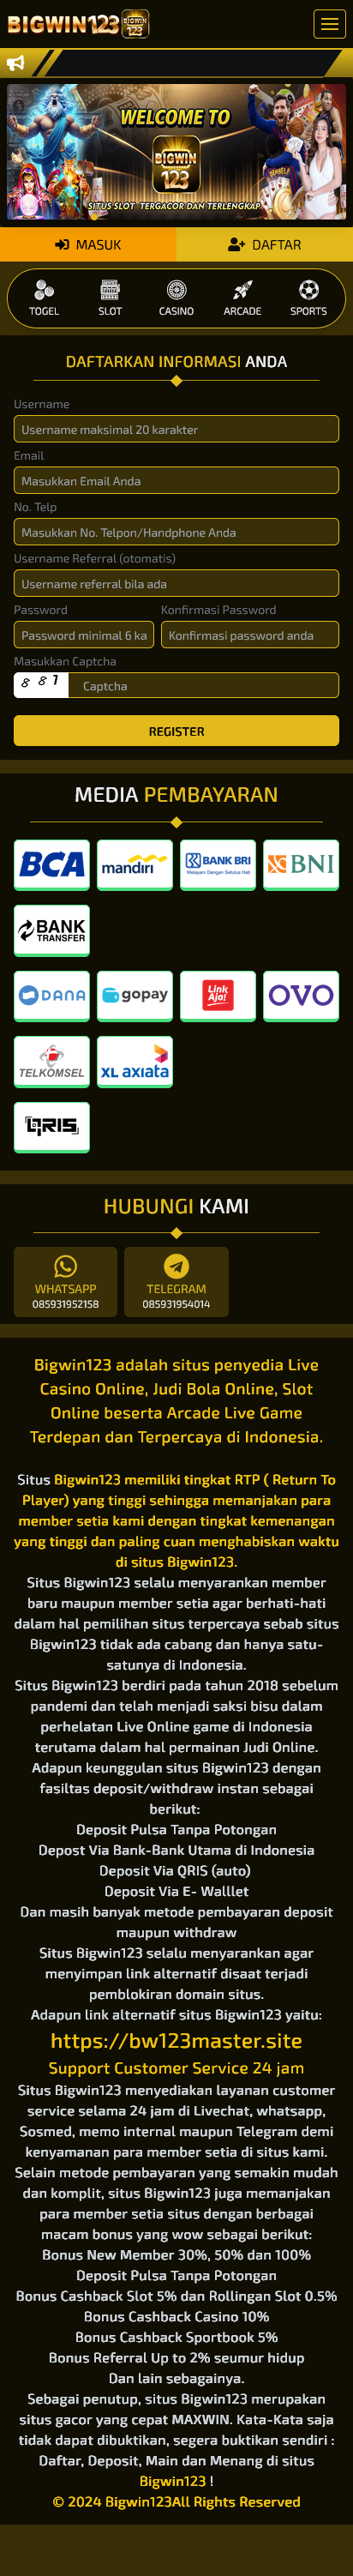 BIGWIN123 BIGWIN 123
WELCOME TO
BIGWIN
123
SITUS SLOT TERGACOR DAN TERLENGKAP
MASUK DAFTAR
TOGEL SLOT CASINO ARCADE SPORTS
DAFTARKAN INFORMASI ANDA
Username
Username maksimal 20 karakter
Email
Masukkan Email Anda
No. Telp
Masukkan No. Telpon/Handphone Anda
Username Referral (otomatis)
Username referral bila ada
Password Konfirmasi Password
Password minimal 6 ka Konfirmasi password anda
Masukkan Captcha
Captcha
REGISTER
MEDIA PEMBAYARAN
BCA mandiri BANK BRI BNI
Melayani Dengan Setulus Hati
BANK
TRANSFER
DANA gopay LinkAja! OVO
TELKOMSEL XL AXIATA
QRIS
HUBUNGI KAMI
WHATSAPP TELEGRAM
085931952158 085931954014
Bigwin123 adalah situs penyedia Live
Casino Online, Judi Bola Online, Slot
Online beserta Arcade Live Game
Terdepan dan Terpercaya di Indonesia.
Situs Bigwin123 memiliki tingkat RTP ( Return To
Player) yang tinggi sehingga memanjakan para
member setia kami dengan tingkat kemenangan
yang tinggi dan paling cuan menghabiskan waktu
di situs Bigwin123.
Situs Bigwin123 selalu menyarankan member
baru maupun member setia agar berhati-hati
dalam hal pemilihan situs terpercaya sebab situs
Bigwin123 tidak ada cabang dan hanya satu-
satunya di Indonesia.
Situs Bigwin123 berdiri pada tahun 2018 sebelum
pandemi dan telah menjadi saksi bisu dalam
perhelatan Live Online game di Indonesia
terutama dalam hal permainan Judi Online.
Adapun keunggulan situs Bigwin123 dengan
fasiltas deposit/withdraw instan sebagai
berikut:
Deposit Pulsa Tanpa Potongan
Depost Via Bank-Bank Utama di Indonesia
Deposit Via QRIS (auto)
Deposit Via E- Walllet
Dan masih banyak metode pembayaran deposit
maupun withdraw
Situs Bigwin123 selalu menyarankan agar
menyimpan link alternatif disaat terjadi
pemblokiran domain situs.
Adapun link alternatif situs Bigwin123 yaitu:
https://bw123master.site
Support Customer Service 24 jam
Situs Bigwin123 menyediakan layanan customer
service selama 24 jam di Livechat, whatsapp,
Sosmed, memo internal maupun Telegram demi
kenyamanan para member setia di situs kami.
Selain metode pembayaran yang semakin mudah
dan komplit, situs Bigwin123 juga memanjakan
para member setia situs dengan berbagai
macam bonus yang wow sebagai berikut:
Bonus New Member 30%, 50% dan 100%
Deposit Pulsa Tanpa Potongan
Bonus Cashback Slot 5% dan Rollingan Slot 0.5%
Bonus Cashback Casino 10%
Bonus Cashback Sportbook 5%
Bonus Referral Up to 2% seumur hidup
Dan lain sebagainya.
Sebagai penutup, situs Bigwin123 merupakan
situs gacor yang cepat MAXWIN. Kata-Kata saja
tidak dapat dibuktikan, segera buktikan sendiri :
Daftar, Deposit, Main dan Menang di situs
Bigwin123 !
© 2024 Bigwin123All Rights Reserved